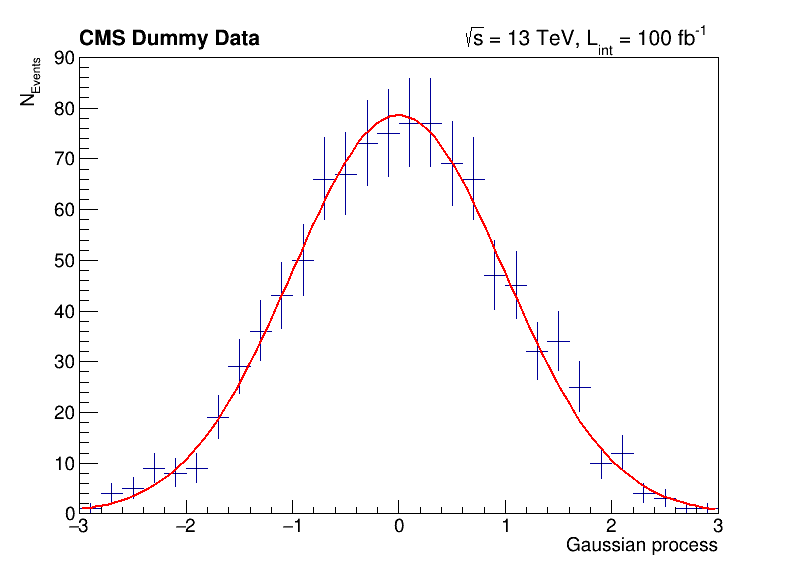 CMS Dummy Data
√s = 13 TeV, L_int = 100 fb^-1
N_Events
90
80
70
60
50
40
30
20
10
0
−3 −2 −1 0 1 2 3
Gaussian process